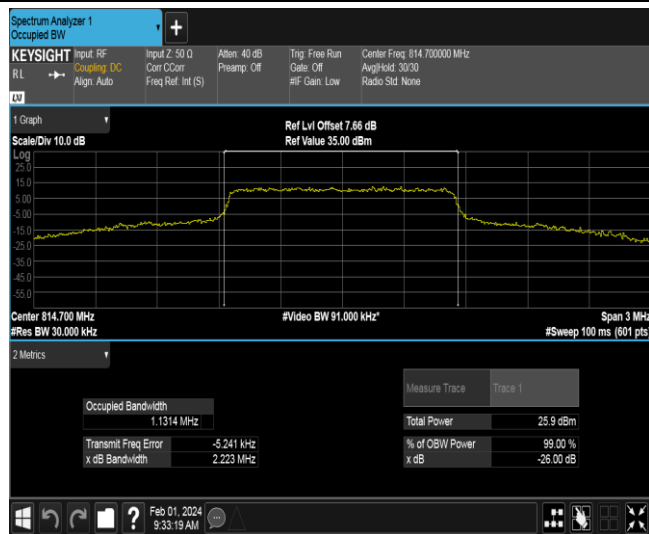 Spectrum Analyzer 1
Occupied BW
+
KEYSIGHT Input: RF Input Z: 50 Ω Atten: 40 dB Trig: Free Run Center Freq: 814.700000 MHz
RL Coupling: DC Corr CCorr Preamp: Off Gate: Off Avg|Hold: 30/30
Align: Auto Freq Ref: Int (S) #IF Gain: Low Radio Std: None
LXI
1 Graph
Ref Lvl Offset 7.66 dB
Scale/Div 10.0 dB Ref Value 35.00 dBm
Log
25.0
15.0
5.00
-5.00
-15.0
-25.0
-35.0
-45.0
-55.0
Center 814.700 MHz #Video BW 91.000 kHz* Span 3 MHz
#Res BW 30.000 kHz #Sweep 100 ms (601 pts)
2 Metrics
Measure Trace Trace 1
Occupied Bandwidth
1.1314 MHz Total Power 25.9 dBm
Transmit Freq Error -5.241 kHz % of OBW Power 99.00 %
x dB Bandwidth 2.223 MHz x dB -26.00 dB
? Feb 01, 2024
9:33:19 AM